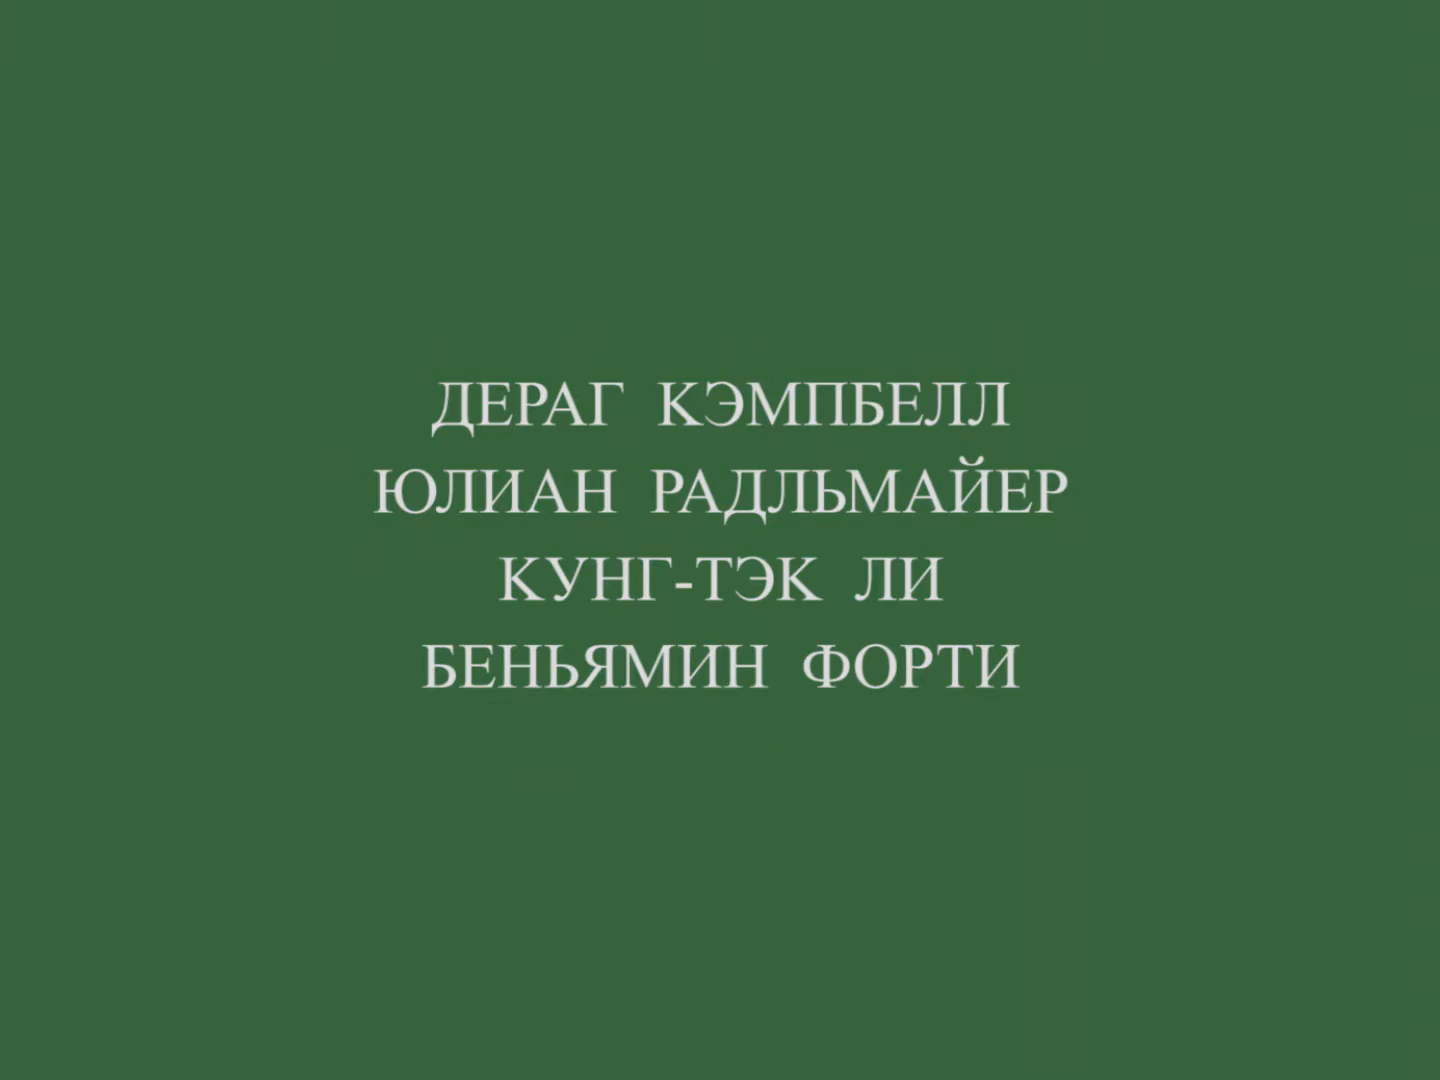 ДЕРАГ КЭМПБЕЛЛ
ЮЛИАН РАДЛЬМАЙЕР
КУНГ-ТЭК ЛИ
БЕНЬЯМИН ФОРТИ